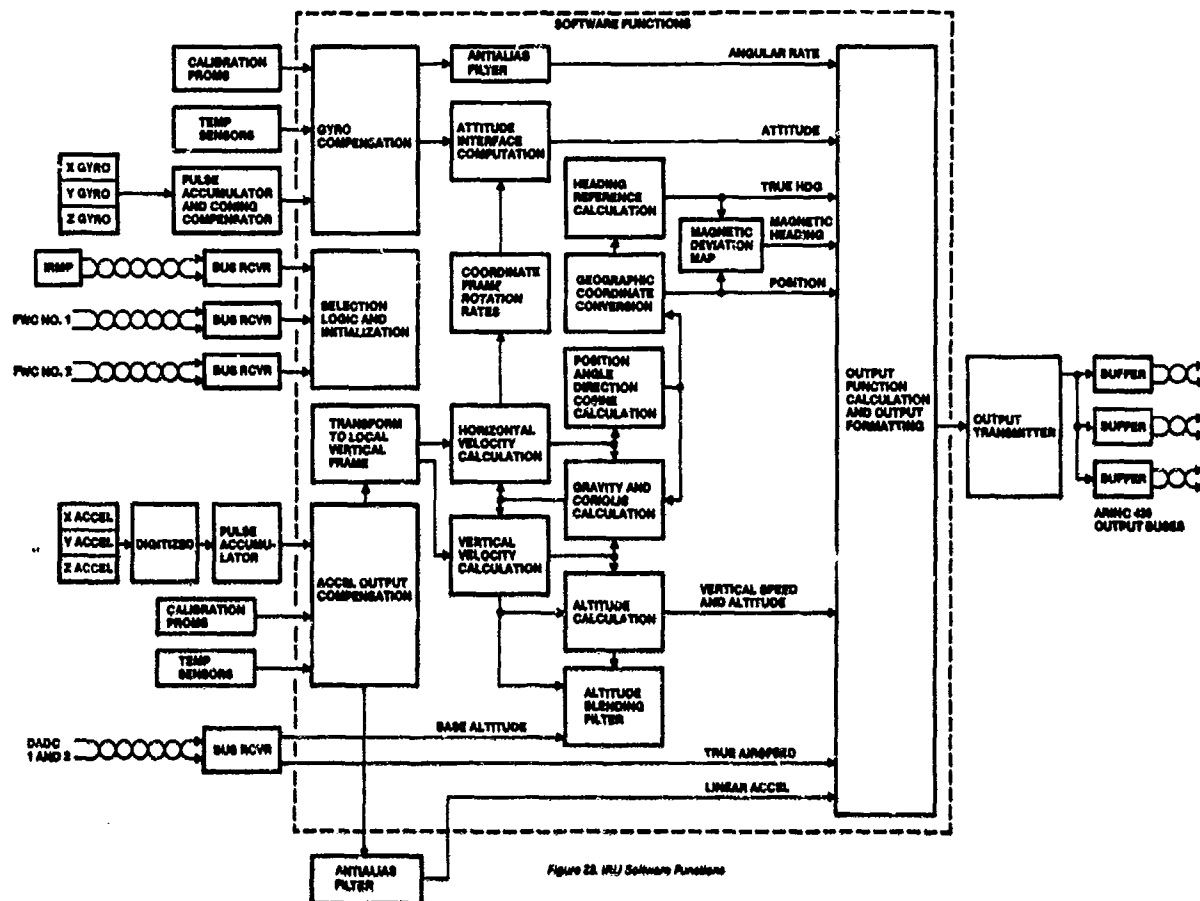 SOFTWARE FUNCTIONS
CALIBRATION
PROMS
TEMP
SENSORS
X GYRO
Y GYRO
Z GYRO
PULSE
ACCUMULATOR
AND CONING
COMPENSATOR
GYRO
COMPENSATION
ANTIALIAS
FILTER
ANGULAR RATE
ATTITUDE
INTERFACE
COMPUTATION
ATTITUDE
HEADING
REFERENCE
CALCULATION
TRUE HDG
MAGNETIC
HEADING
MAGNETIC
DEVIATION
MAP
IRMP
BUS RCVR
FWC NO. 1
BUS RCVR
FWC NO. 2
BUS RCVR
SELECTION
LOGIC AND
INITIALIZATION
COORDINATE
FRAME
ROTATION
RATES
GEOGRAPHIC
COORDINATE
CONVERSION
POSITION
POSITION
ANGLE
DIRECTION
COSINE
CALCULATION
TRANSFORM
TO LOCAL
VERTICAL
FRAME
HORIZONTAL
VELOCITY
CALCULATION
GRAVITY AND
CORIOLIS
CALCULATION
OUTPUT
FUNCTION
CALCULATION
AND OUTPUT
FORMATTING
OUTPUT
TRANSMITTER
BUFFER
BUFFER
BUFFER
ARINC 429
OUTPUT BUSES
X ACCEL
Y ACCEL
Z ACCEL
DIGITIZED
PULSE
ACCUMU-
LATOR
ACCEL OUTPUT
COMPENSATION
VERTICAL
VELOCITY
CALCULATION
CALIBRATION
PROMS
TEMP
SENSORS
ALTITUDE
CALCULATION
VERTICAL SPEED
AND ALTITUDE
ALTITUDE
BLENDING
FILTER
DADC
1 AND 2
BUS RCVR
BASE ALTITUDE
TRUE AIRSPEED
LINEAR ACCEL
ANTIALIAS
FILTER
Figure 23. IRU Software Functions